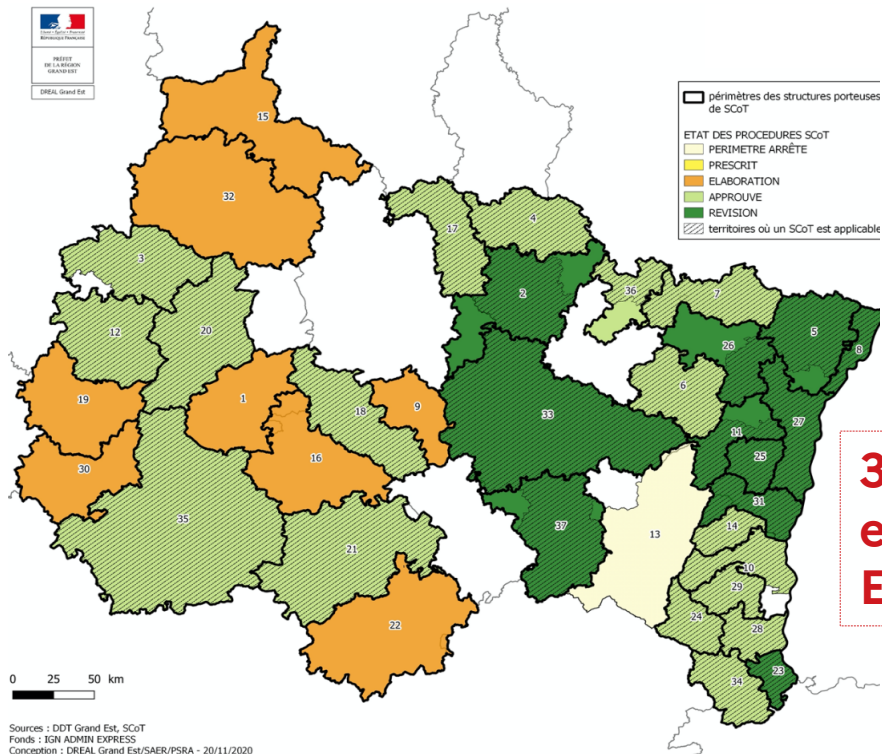 Liberté • Égalité • Fraternité
RÉPUBLIQUE FRANÇAISE
PRÉFET
DE LA RÉGION
GRAND EST
DREAL Grand Est
périmètres des structures porteuses
de SCoT
ETAT DES PROCEDURES SCoT
PERIMETRE ARRÊTE
PRESCRIT
ELABORATION
APPROUVE
REVISION
territoires où un SCoT est applicable
15
32
17
4
3
2
36
7
12
20
26
5
8
19
1
18
9
6
33
11
27
30
16
25
35
31
37
13
14
21
10
29
22
24
28
23
34
3
e
E
0 25 50 km
Sources : DDT Grand Est, SCoT
Fonds : IGN ADMIN EXPRESS
Conception : DREAL Grand Est/SAER/PSRA - 20/11/2020